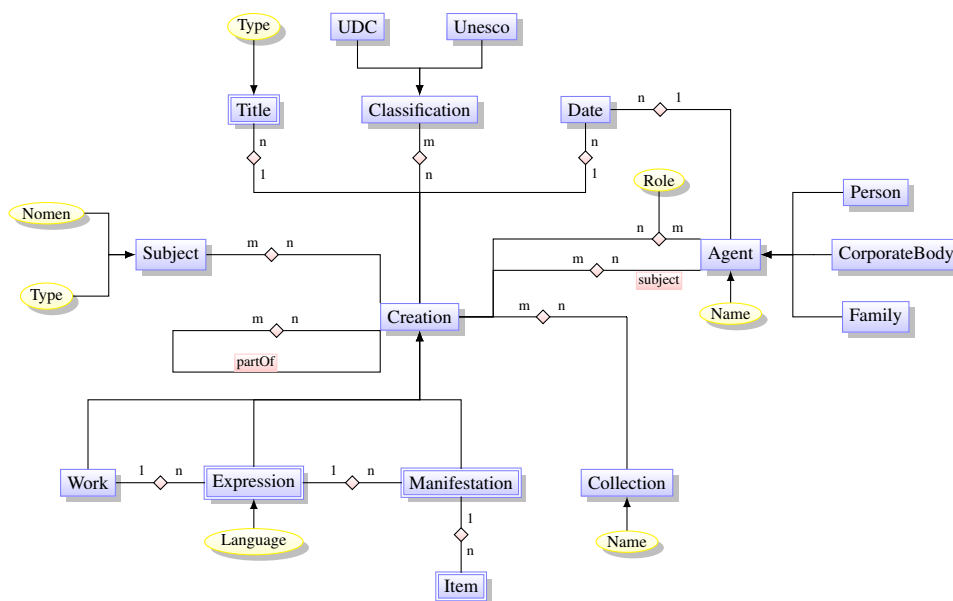 Type
UDC
Unesco
Title
Classification
Date
n
1
n
m
n
1
n
1
Role
Nomen
Subject
m
n
n
m
Agent
Person
CorporateBody
Family
Type
m
n
subject
Name
Creation
m
n
m
n
partOf
Work
1
n
Expression
1
n
Manifestation
Collection
Language
1
n
Name
Item